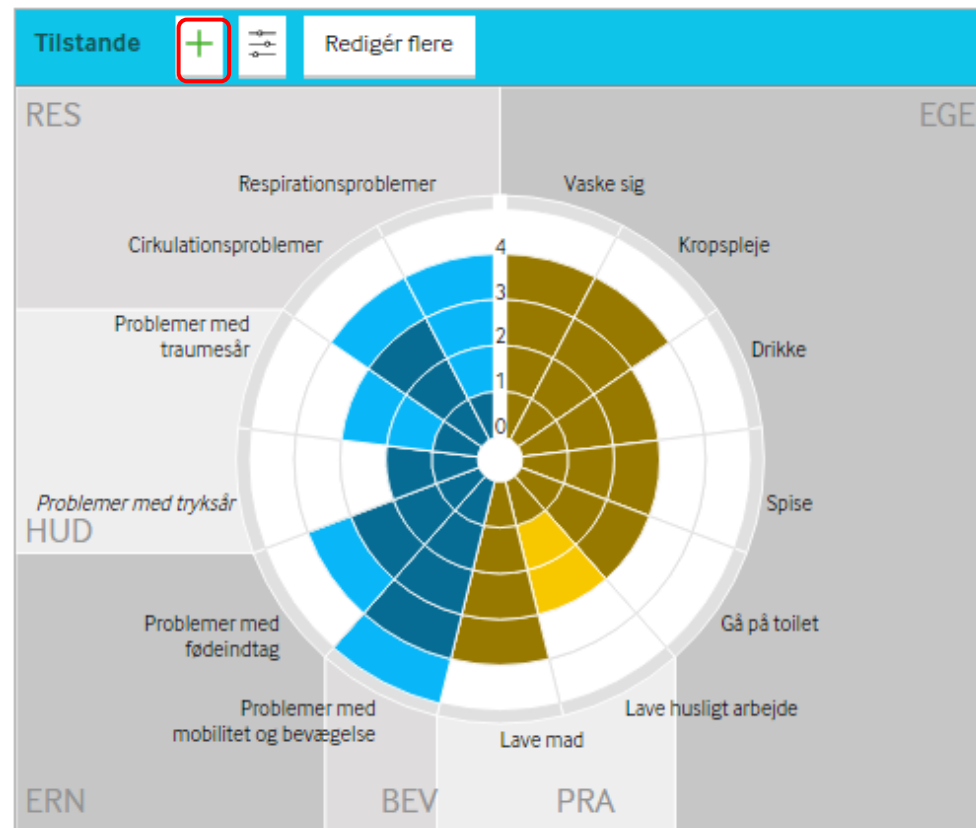 Tilstande
Redigér flere
RES
EGE
Respirationsproblemer
Vaske sig
Cirkulationsproblemer
Kropspleje
4
3
2
1
0
Problemer med
traumesår
Drikke
Problemer med tryksår
Spise
HUD
Problemer med
fødeindtag
Gå på toilet
Problemer med
mobilitet og bevægelse
Lave husligt arbejde
Lave mad
ERN
BEV
PRA